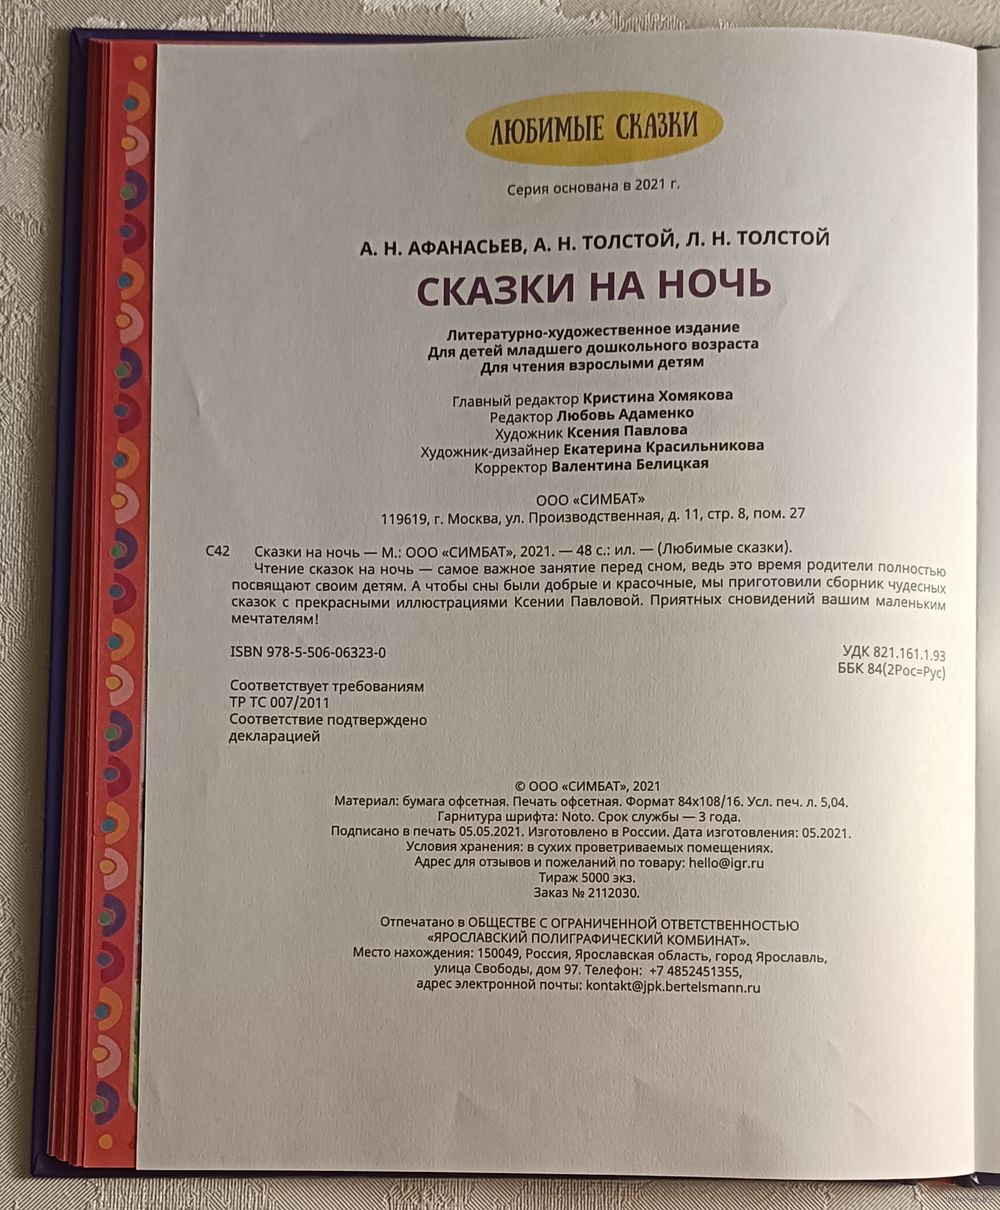 ЛЮБИМЫЕ СКАЗКИ
Серия основана в 2021 г.
А. Н. АФАНАСЬЕВ, А. Н. ТОЛСТОЙ, Л. Н. ТОЛСТОЙ
СКАЗКИ НА НОЧЬ
Литературно-художественное издание
Для детей младшего дошкольного возраста
Для чтения взрослыми детям
Главный редактор Кристина Хомякова
Редактор Любовь Адаменко
Художник Ксения Павлова
Художник-дизайнер Екатерина Красильникова
Корректор Валентина Белицкая
ООО «СИМБАТ»
119619, г. Москва, ул. Производственная, д. 11, стр. 8, пом. 27
С42 Сказки на ночь — М.: ООО «СИМБАТ», 2021. — 48 с.: ил. — (Любимые сказки).
Чтение сказок на ночь — самое важное занятие перед сном, ведь это время родители полностью
посвящают своим детям. А чтобы сны были добрые и красочные, мы приготовили сборник чудесных
сказок с прекрасными иллюстрациями Ксении Павловой. Приятных сновидений вашим маленьким
мечтателям!
ISBN 978-5-506-06323-0
УДК 821.161.1.93
ББК 84(2Рос=Рус)
Соответствует требованиям
ТР ТС 007/2011
Соответствие подтверждено
декларацией
© ООО «СИМБАТ», 2021
Материал: бумага офсетная. Печать офсетная. Формат 84х108/16. Усл. печ. л. 5,04.
Гарнитура шрифта: Noto. Срок службы — 3 года.
Подписано в печать 05.05.2021. Изготовлено в России. Дата изготовления: 05.2021.
Условия хранения: в сухих проветриваемых помещениях.
Адрес для отзывов и пожеланий по товару: hello@igr.ru
Тираж 5000 экз.
Заказ № 2112030.
Отпечатано в ОБЩЕСТВЕ С ОГРАНИЧЕННОЙ ОТВЕТСТВЕННОСТЬЮ
«ЯРОСЛАВСКИЙ ПОЛИГРАФИЧЕСКИЙ КОМБИНАТ».
Место нахождения: 150049, Россия, Ярославская область, город Ярославль,
улица Свободы, дом 97. Телефон: +7 4852451355,
адрес электронной почты: kontakt@jpk.bertelsmann.ru